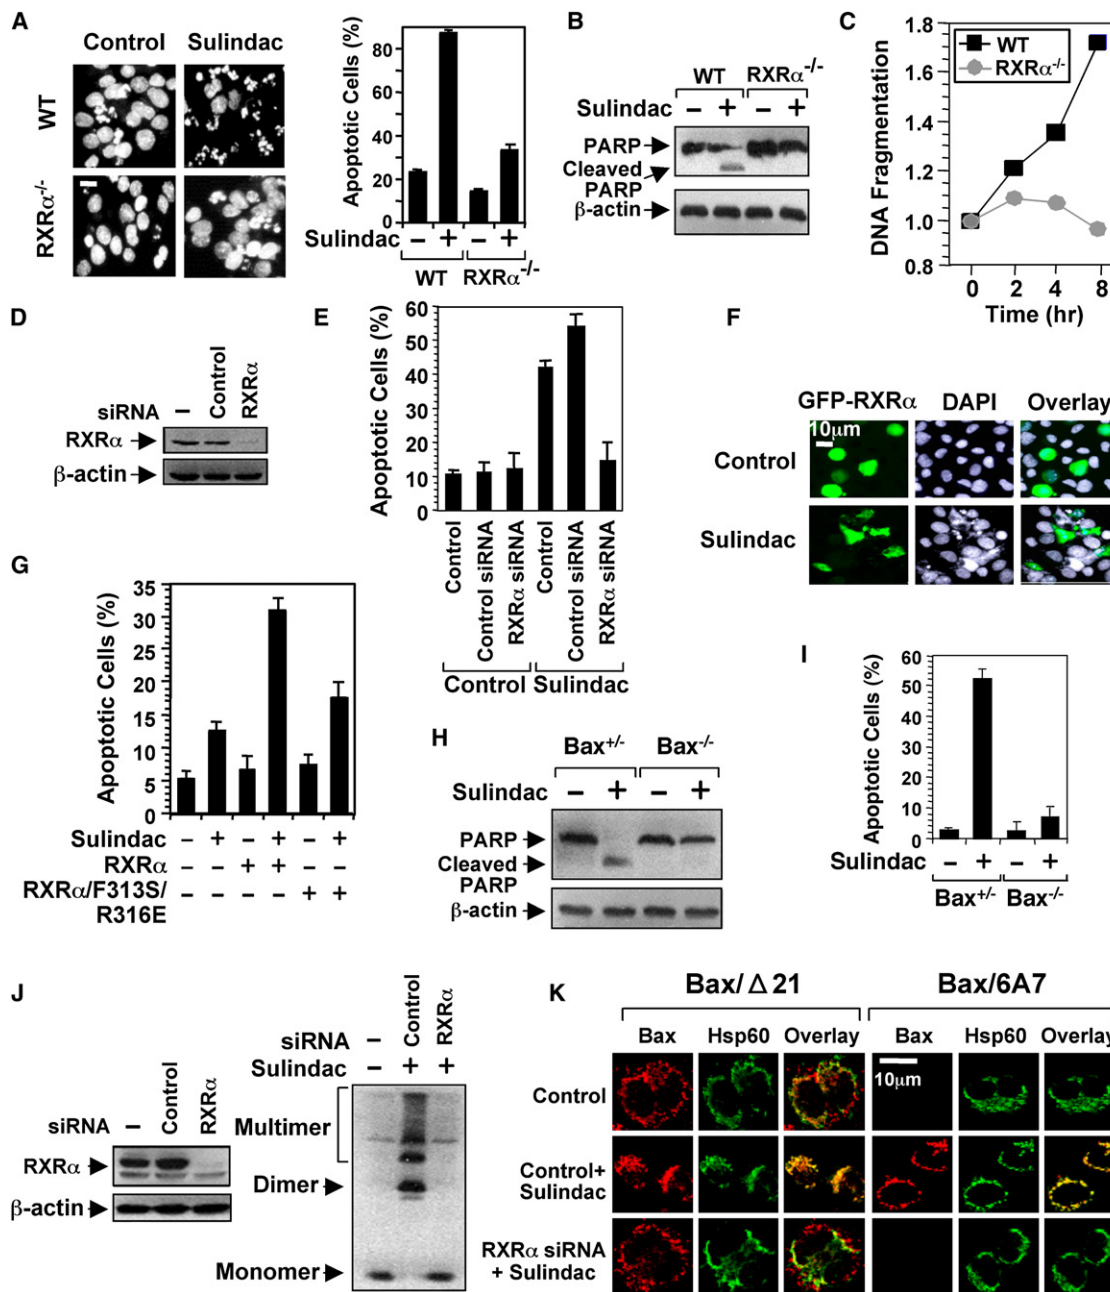 A
Control Sulindac
WT
RXRα-/-
Apoptotic Cells (%)
80
60
40
20
0
Sulindac − + − +
WT RXRα-/-
B
WT RXRα-/-
Sulindac − + − +
PARP
Cleaved
PARP
β-actin
C
WT
RXRα-/-
DNA Fragmentation
1.8
1.6
1.4
1.2
1.0
0.8
0 2 4 8
Time (hr)
D
siRNA − Control RXRα
RXRα
β-actin
E
Apoptotic Cells (%)
60
50
40
30
20
10
0
Control
Control siRNA
RXRα siRNA
Control
Control siRNA
RXRα siRNA
Control Sulindac
F
GFP-RXRα DAPI Overlay
10μm
Control
Sulindac
G
Apoptotic Cells (%)
35
30
25
20
15
10
5
0
Sulindac − + − + − +
RXRα − − + + − −
RXRα/F313S/ − − − − + +
R316E
H
Bax+/- Bax-/-
Sulindac − + − +
PARP
Cleaved
PARP
β-actin
I
Apoptotic Cells (%)
60
50
40
30
20
10
0
Sulindac − + − +
Bax+/- Bax-/-
J
siRNA − Control RXRα
RXRα
β-actin
siRNA − Control RXRα
Sulindac − + +
Multimer
Dimer
Monomer
K
Bax/Δ21 Bax/6A7
Bax Hsp60 Overlay Bax Hsp60 Overlay
10μm
Control
Control+
Sulindac
RXRα siRNA
+ Sulindac